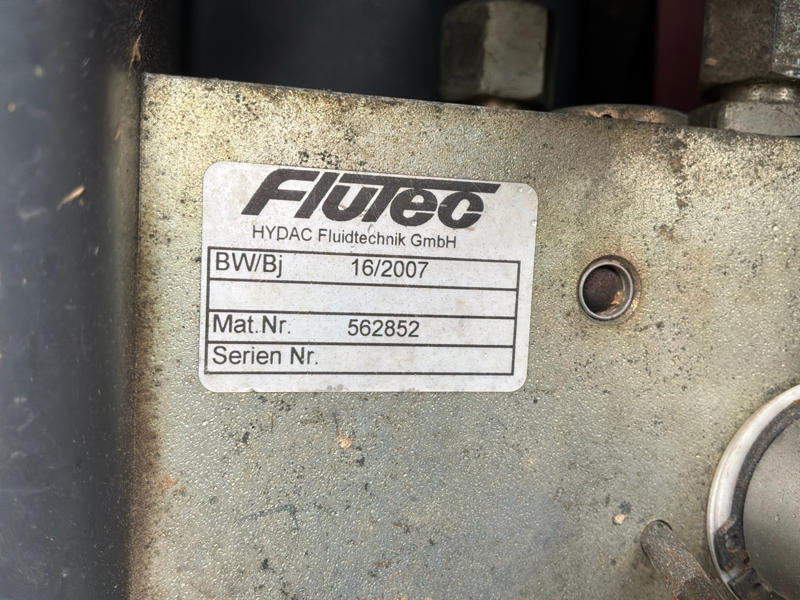 FLUTEC
HYDAC Fluidtechnik GmbH
BW/Bj 16/2007
Mat.Nr. 562852
Serien Nr.